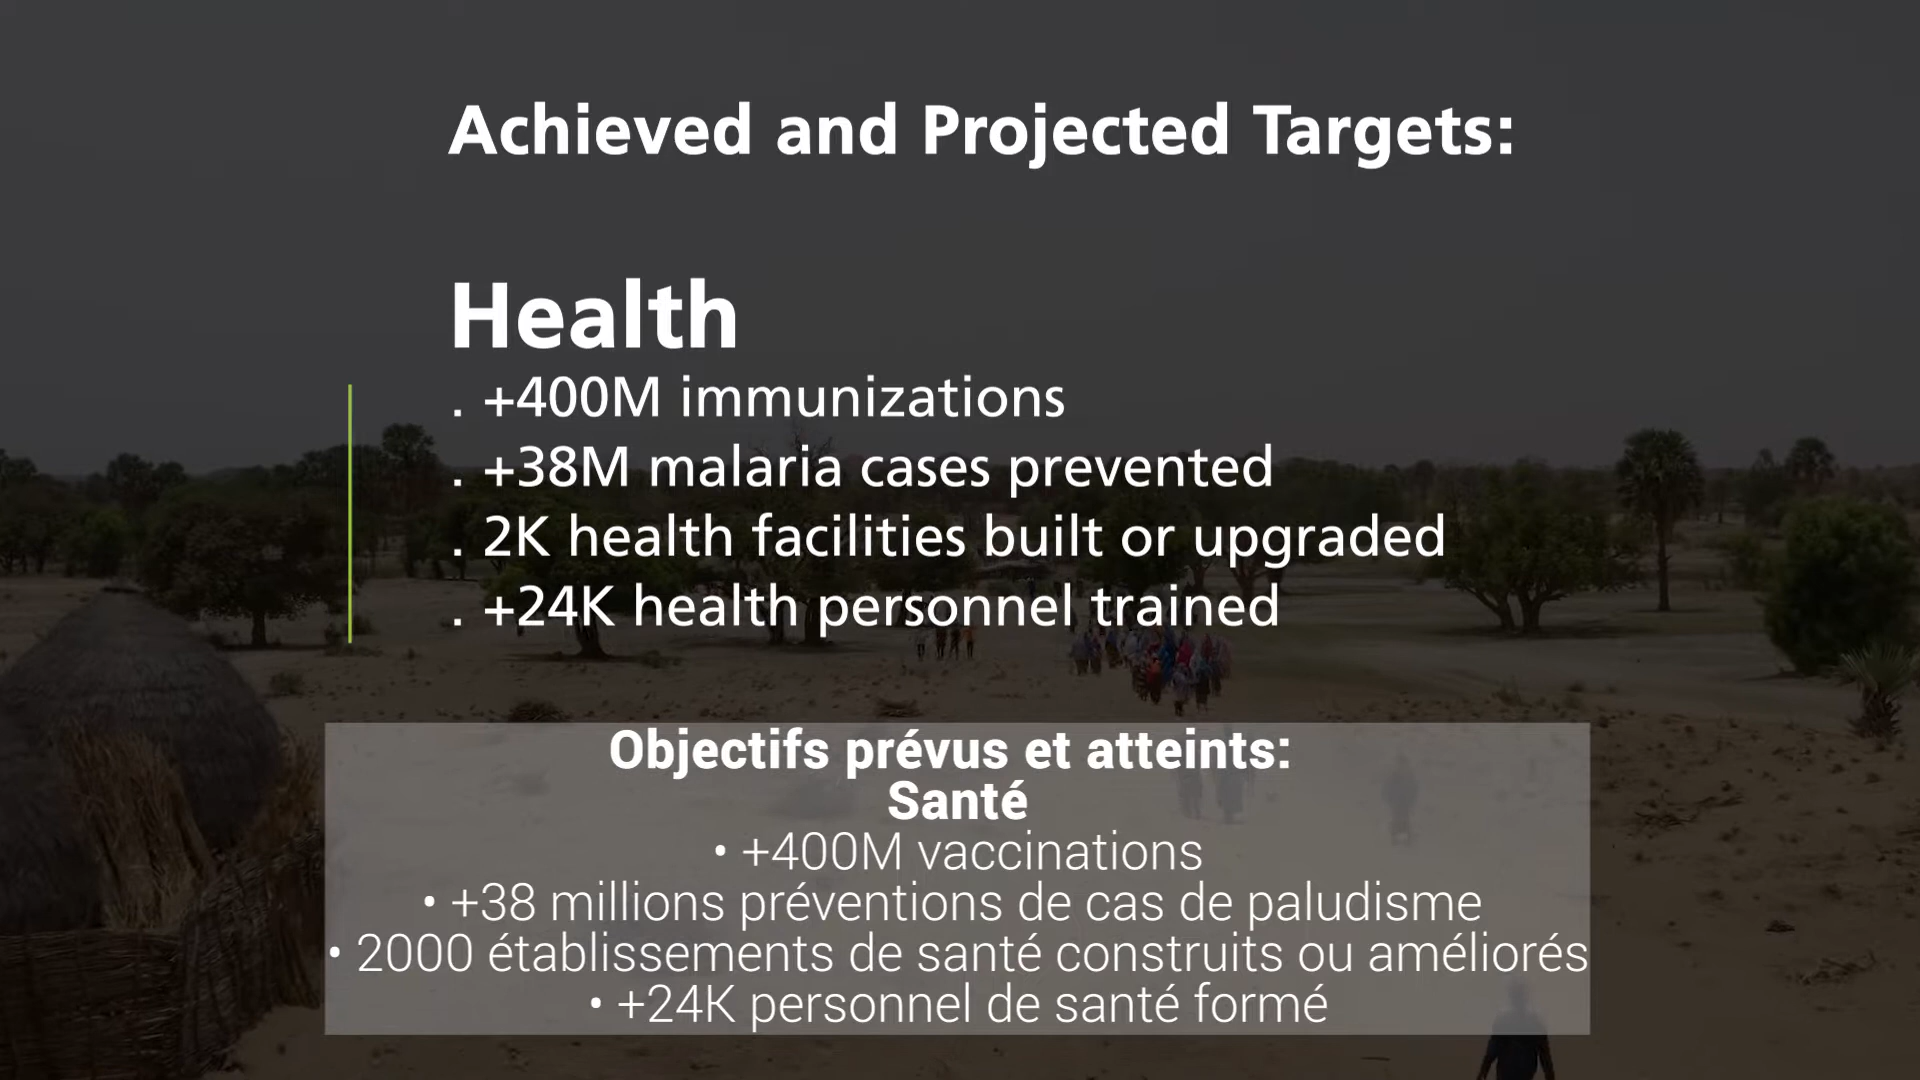 Achieved and Projected Targets:
Health
. +400M immunizations
. +38M malaria cases prevented
. 2K health facilities built or upgraded
. +24K health personnel trained
Objectifs prévus et atteints:
Santé
• +400M vaccinations
• +38 millions préventions de cas de paludisme
• 2000 établissements de santé construits ou améliorés
• +24K personnel de santé formé